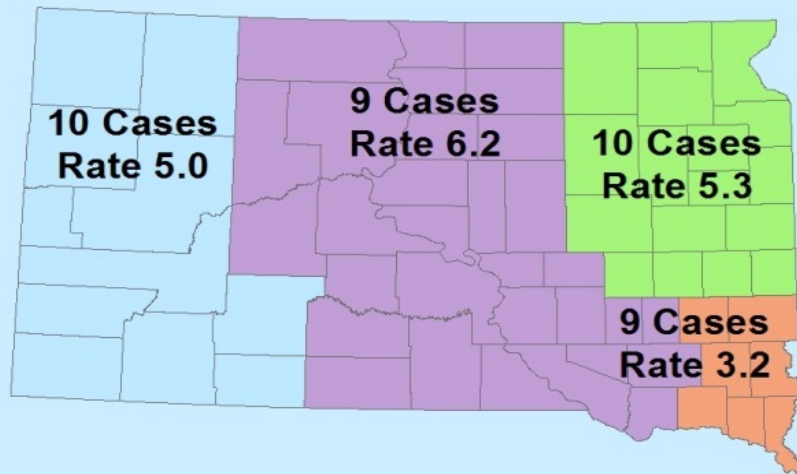 10 Cases
Rate 5.0
9 Cases
Rate 6.2
10 Cases
Rate 5.3
9 Cases
Rate 3.2